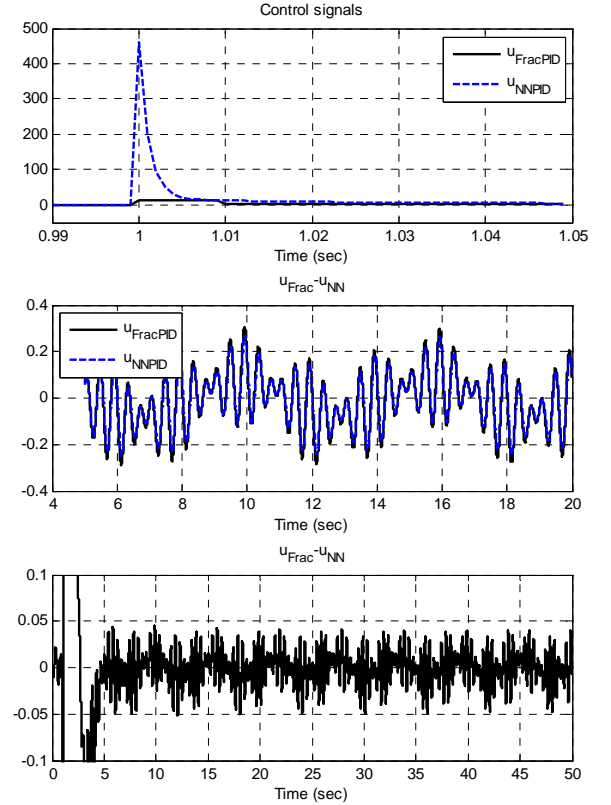 Control signals
500
400
300
200
100
0
u_FracPID
u_NNPID
0.99 1 1.01 1.02 1.03 1.04 1.05
Time (sec)
u_Frac-u_NN
0.4
0.2
0
-0.2
-0.4
u_FracPID
u_NNPID
4 6 8 10 12 14 16 18 20
Time (sec)
u_Frac-u_NN
0.1
0.05
0
-0.05
-0.1
0 5 10 15 20 25 30 35 40 45 50
Time (sec)